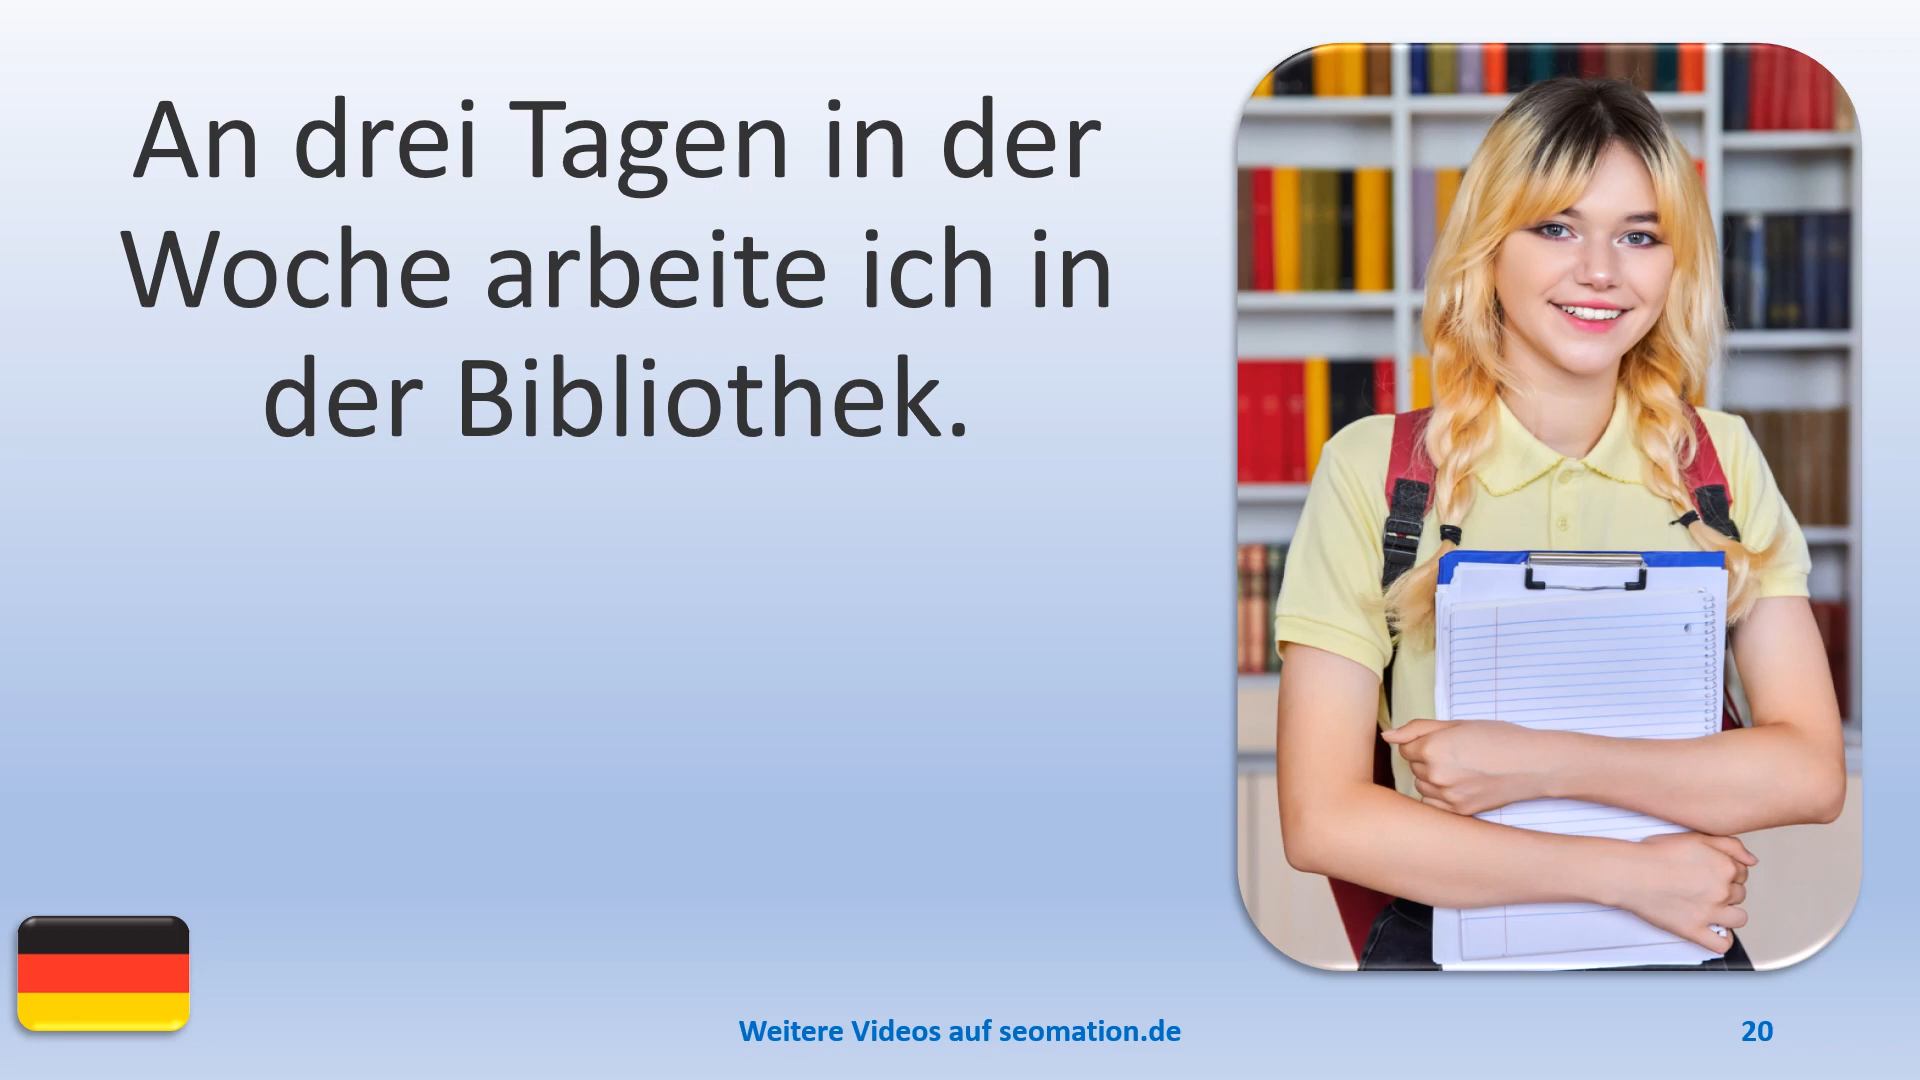 An drei Tagen in der
Woche arbeite ich in
der Bibliothek.
Weitere Videos auf seomation.de
20